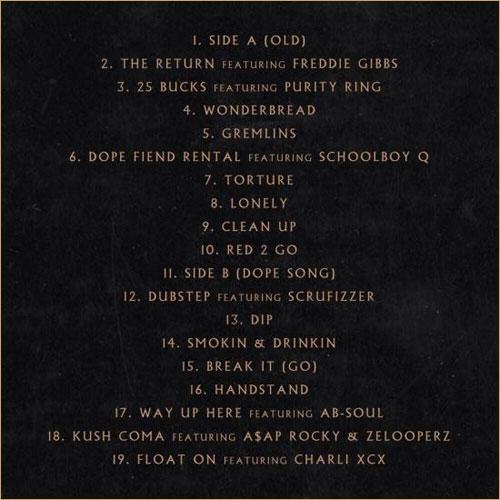 1. SIDE A (OLD)
2. THE RETURN FEATURING FREDDIE GIBBS
3. 25 BUCKS FEATURING PURITY RING
4. WONDERBREAD
5. GREMLINS
6. DOPE FIEND RENTAL FEATURING SCHOOLBOY Q
7. TORTURE
8. LONELY
9. CLEAN UP
10. RED 2 GO
11. SIDE B (DOPE SONG)
12. DUBSTEP FEATURING SCRUFIZZER
13. DIP
14. SMOKIN & DRINKIN
15. BREAK IT (GO)
16. HANDSTAND
17. WAY UP HERE FEATURING AB-SOUL
18. KUSH COMA FEATURING A$AP ROCKY & ZELOOPERZ
19. FLOAT ON FEATURING CHARLI XCX